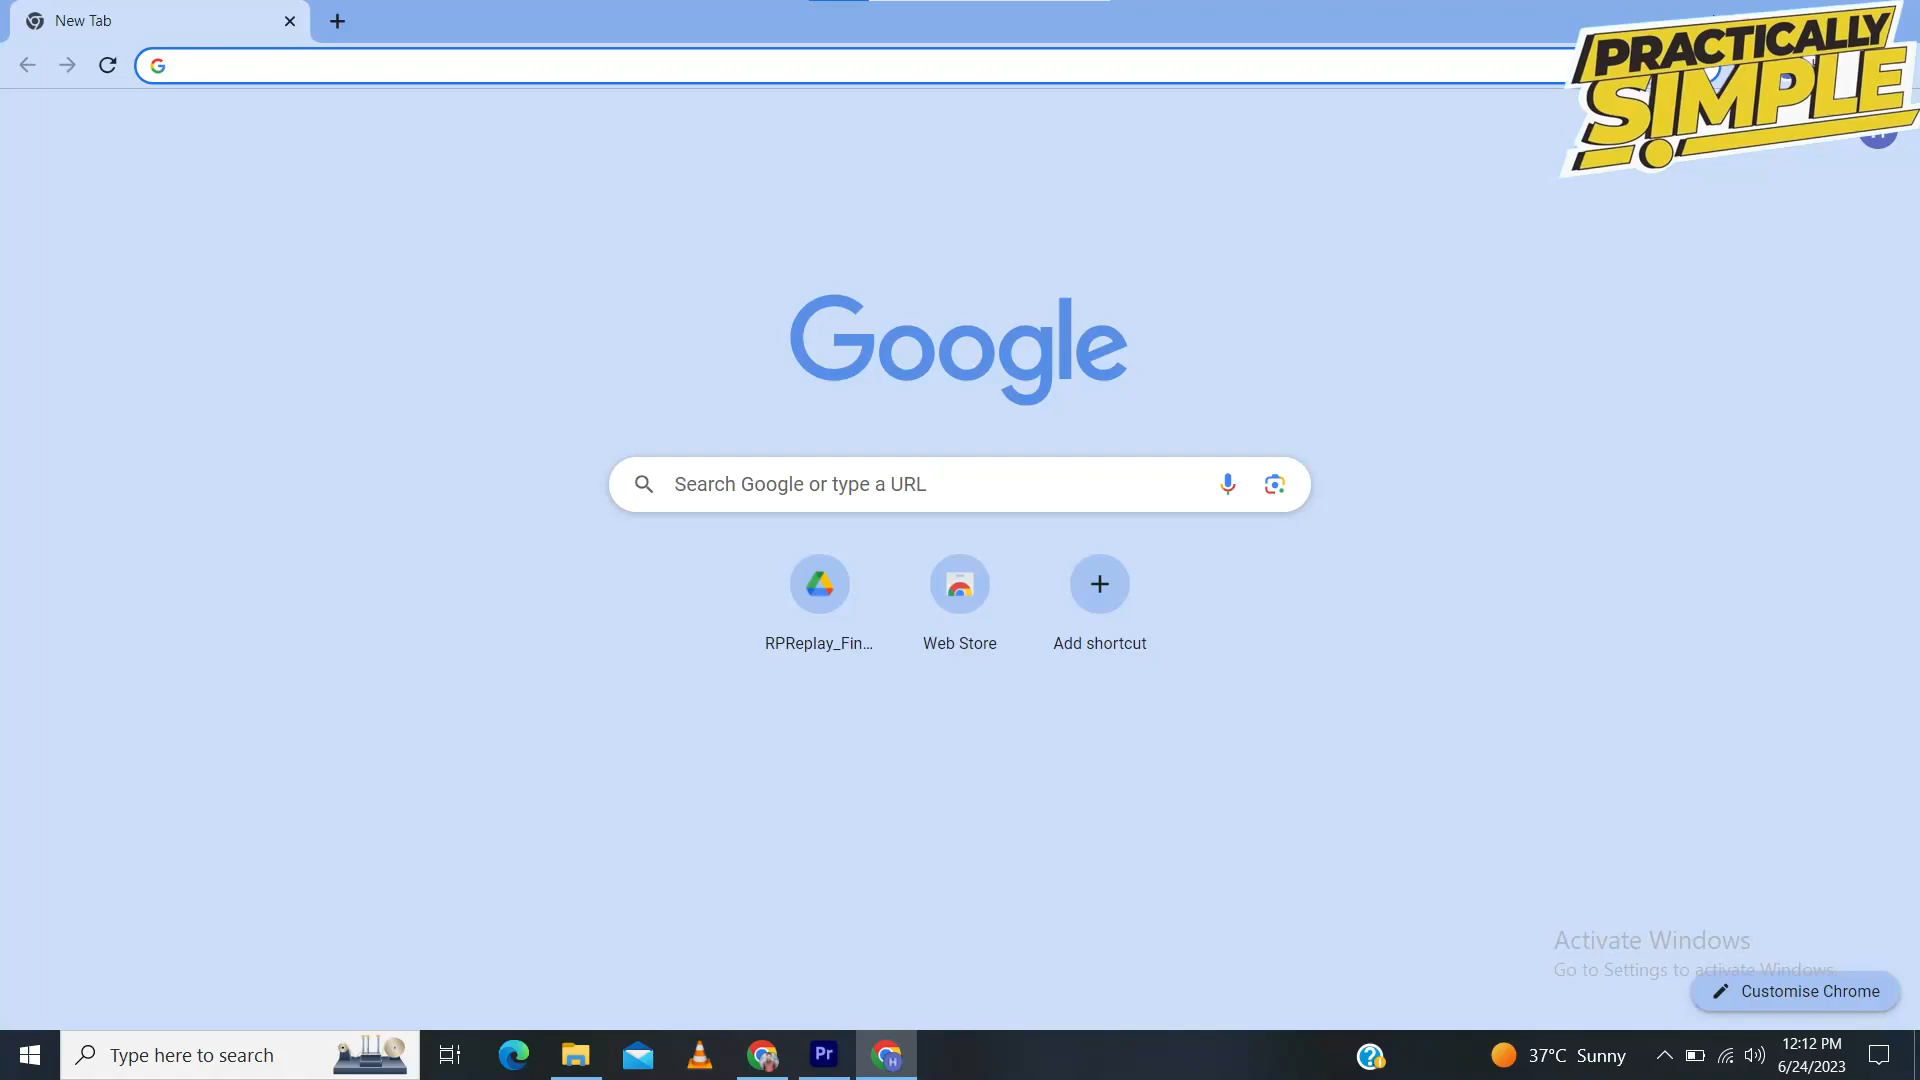 New Tab
PRACTICALLY
SIMPLE
Google
Search Google or type a URL
RPReplay_Fin...
Web Store
Add shortcut
Activate Windows
Go to Settings to activate Windows.
Customise Chrome
Type here to search
Pr
H
37°C Sunny
12:12 PM
6/24/2023